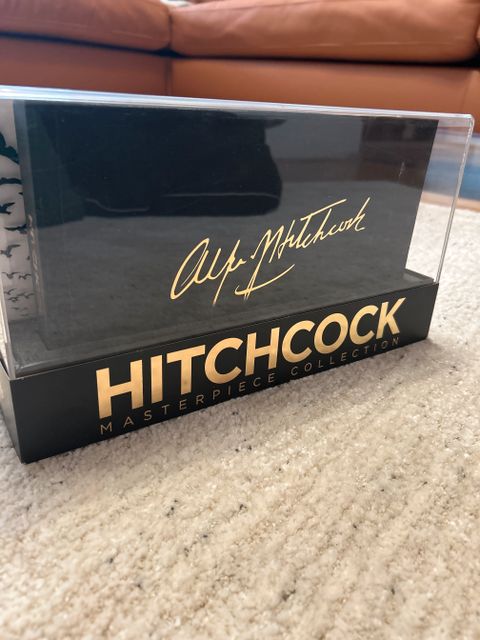 Alfred Hitchcock
HITCHCOCK
MASTERPIECE COLLECTION